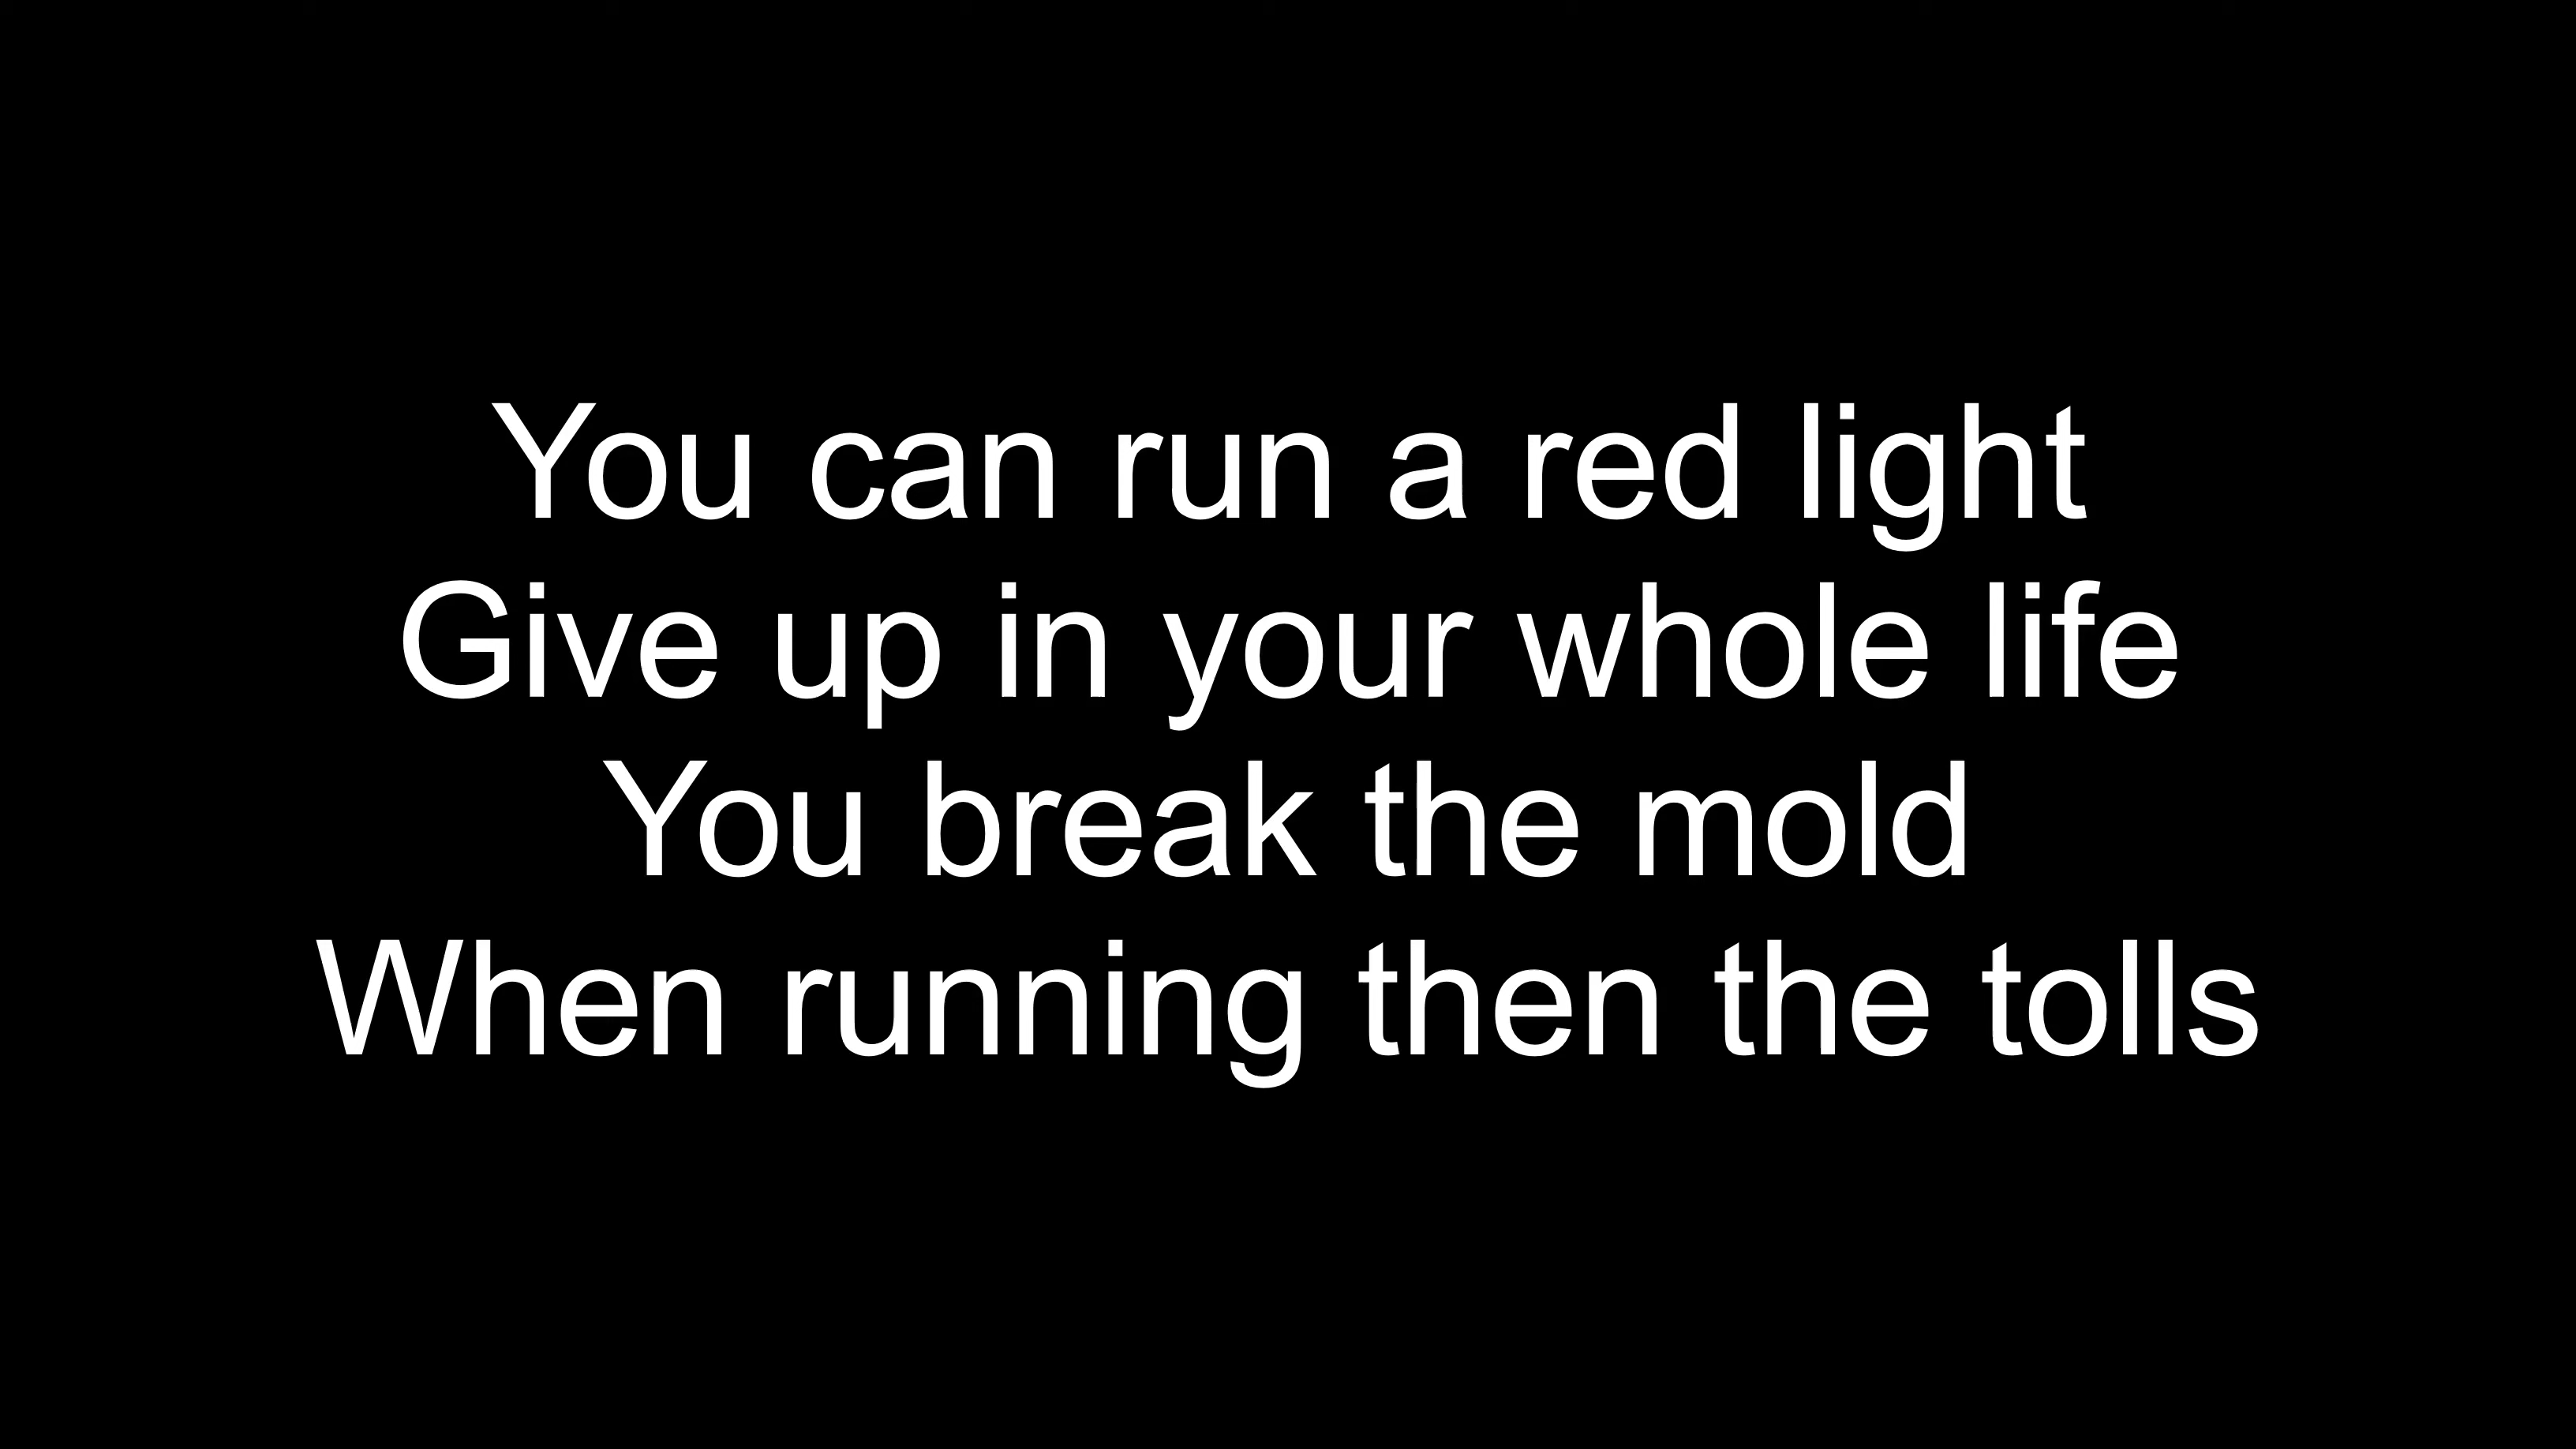 You can run a red light
Give up in your whole life
You break the mold
When running then the tolls